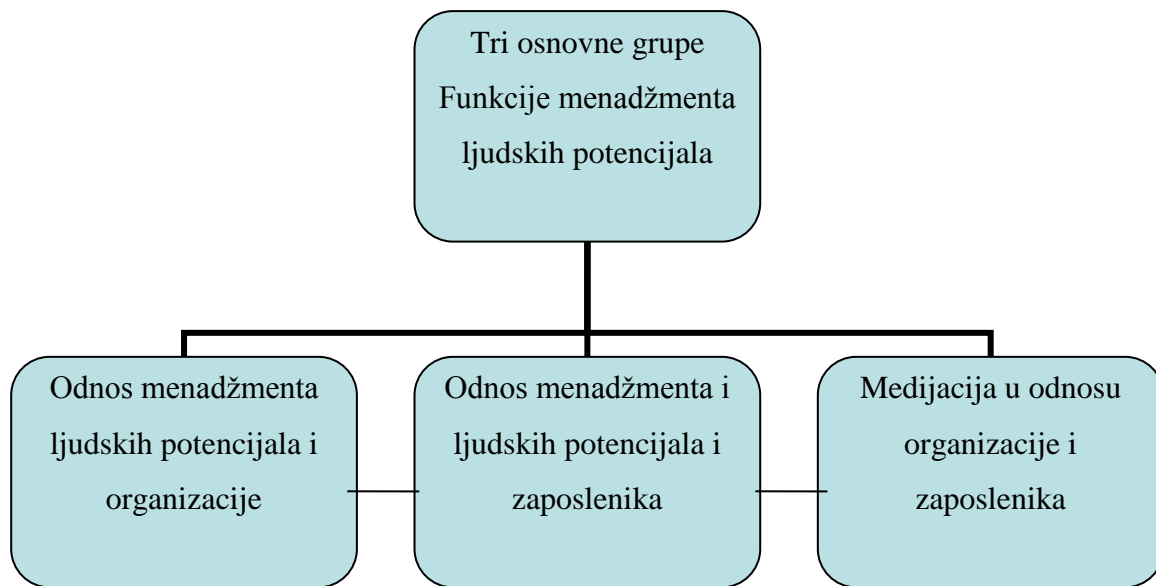 Tri osnovne grupe
Funkcije menadžmenta
ljudskih potencijala
Odnos menadžmenta
ljudskih potencijala i
organizacije
Odnos menadžmenta i
ljudskih potencijala i
zaposlenika
Medijacija u odnosu
organizacije i
zaposlenika